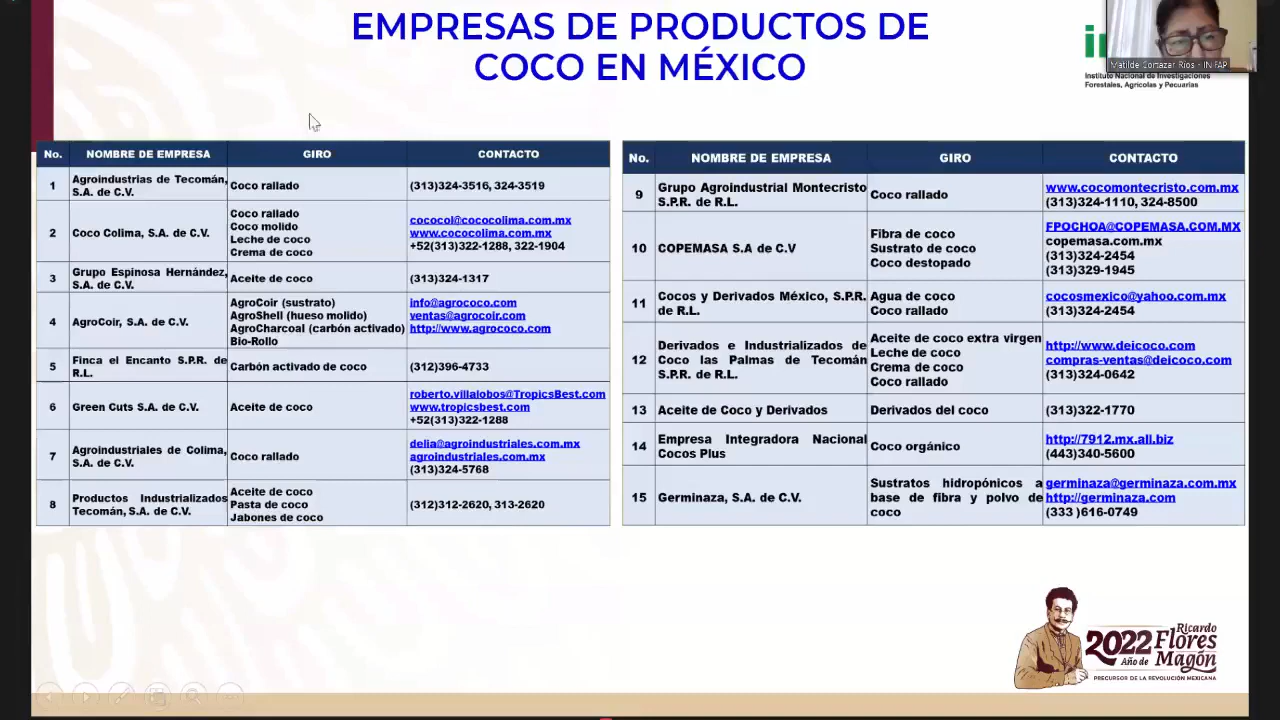 EMPRESAS DE PRODUCTOS DE
COCO EN MÉXICO
Matilde Cortazar Rios - INIFAP
Instituto Nacional de Investigaciones
Forestales, Agrícolas y Pecuarias
No. NOMBRE DE EMPRESA GIRO CONTACTO
1 Agroindustrias de Tecomán, S.A. de C.V. Coco rallado (313)324-3516, 324-3519
2 Coco Colima, S.A. de C.V.
Coco rallado
Coco molido
Leche de coco
Crema de coco
cococol@cococolima.com.mx
www.cococolima.com.mx
+52(313)322-1288, 322-1904
3 Grupo Espinosa Hernández, S.A. de C.V. Aceite de coco (313)324-1317
4 AgroCoir, S.A. de C.V.
AgroCoir (sustrato)
AgroShell (hueso molido)
AgroCharcoal (carbón activado)
Bio-Rollo
info@agrococo.com
ventas@agrocoir.com
http://www.agrococo.com
5 Finca el Encanto S.P.R. de R.L. Carbón activado de coco (312)396-4733
6 Green Cuts S.A. de C.V. Aceite de coco
roberto.villalobos@TropicsBest.com
www.tropicsbest.com
+52(313)322-1288
7 Agroindustriales de Colima, S.A. de C.V. Coco rallado
delia@agroindustriales.com.mx
agroindustriales.com.mx
(313)324-5768
8 Productos Industrializados Tecomán, S.A. de C.V.
Aceite de coco
Pasta de coco
Jabones de coco
(312)312-2620, 313-2620
No. NOMBRE DE EMPRESA GIRO CONTACTO
9 Grupo Agroindustrial Montecristo S.P.R. de R.L. Coco rallado
www.cocomontecristo.com.mx
(313)324-1110, 324-8500
10 COPEMASA S.A de C.V
Fibra de coco
Sustrato de coco
Coco destopado
FPOCHOA@COPEMASA.COM.MX
copemasa.com.mx
(313)324-2454
(313)329-1945
11 Cocos y Derivados México, S.P.R. de R.L.
Agua de coco
Coco rallado
cocosmexico@yahoo.com.mx
(313)324-2454
12 Derivados e Industrializados de Coco las Palmas de Tecomán S.P.R. de R.L.
Aceite de coco extra virgen
Leche de coco
Crema de coco
Coco rallado
http://www.deicoco.com
compras-ventas@deicoco.com
(313)324-0642
13 Aceite de Coco y Derivados Derivados del coco (313)322-1770
14 Empresa Integradora Nacional Cocos Plus Coco orgánico
http://7912.mx.all.biz
(443)340-5600
15 Germinaza, S.A. de C.V.
Sustratos hidropónicos a base de fibra y polvo de coco
germinaza@germinaza.com.mx
http://germinaza.com
(333 )616-0749
2022 Ricardo
Flores
Año de Magón
PRECURSOR DE LA REVOLUCIÓN MEXICANA